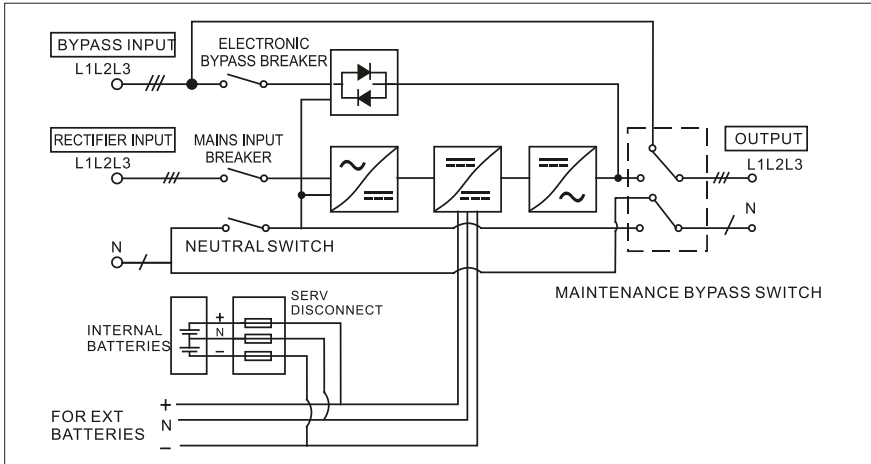 BYPASS INPUT
L1L2L3
ELECTRONIC
BYPASS BREAKER
RECTIFIER INPUT
L1L2L3
MAINS INPUT
BREAKER
OUTPUT
L1L2L3
N
N
NEUTRAL SWITCH
MAINTENANCE BYPASS SWITCH
SERV
DISCONNECT
INTERNAL
BATTERIES
+
N
−
FOR EXT
BATTERIES
+
N
−